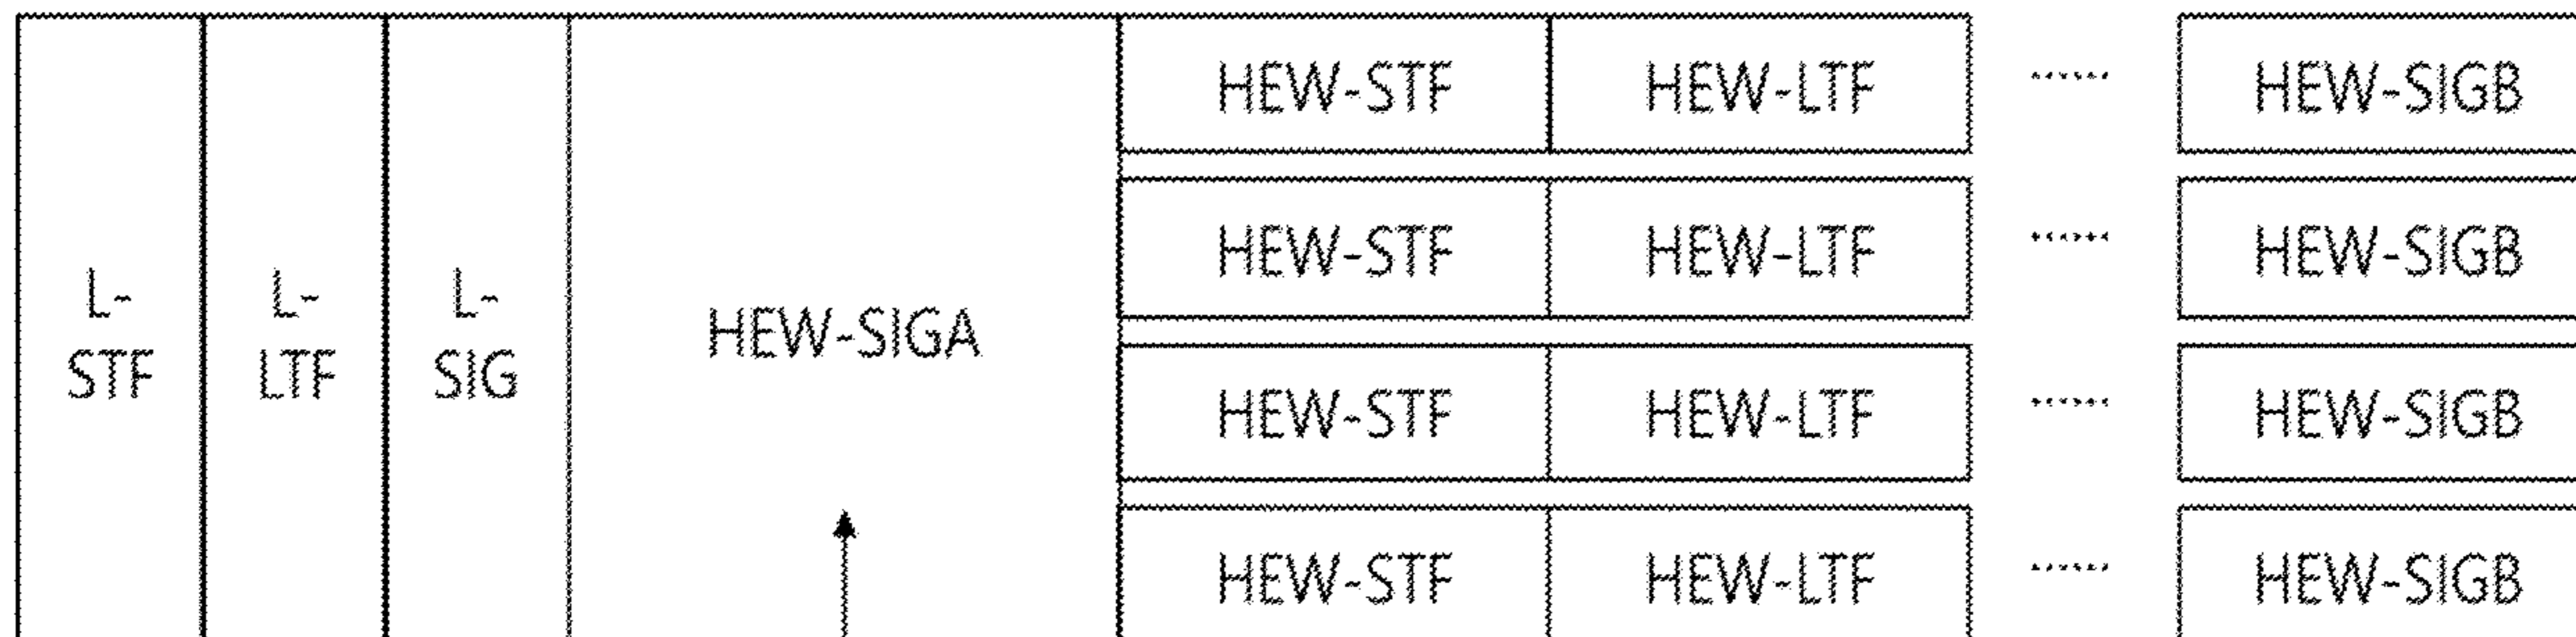 L-
STF
L-
LTF
L-
SIG
HEW-SIGA
HEW-STF HEW-LTF ...... HEW-SIGB
HEW-STF HEW-LTF ...... HEW-SIGB
HEW-STF HEW-LTF ...... HEW-SIGB
HEW-STF HEW-LTF ...... HEW-SIGB